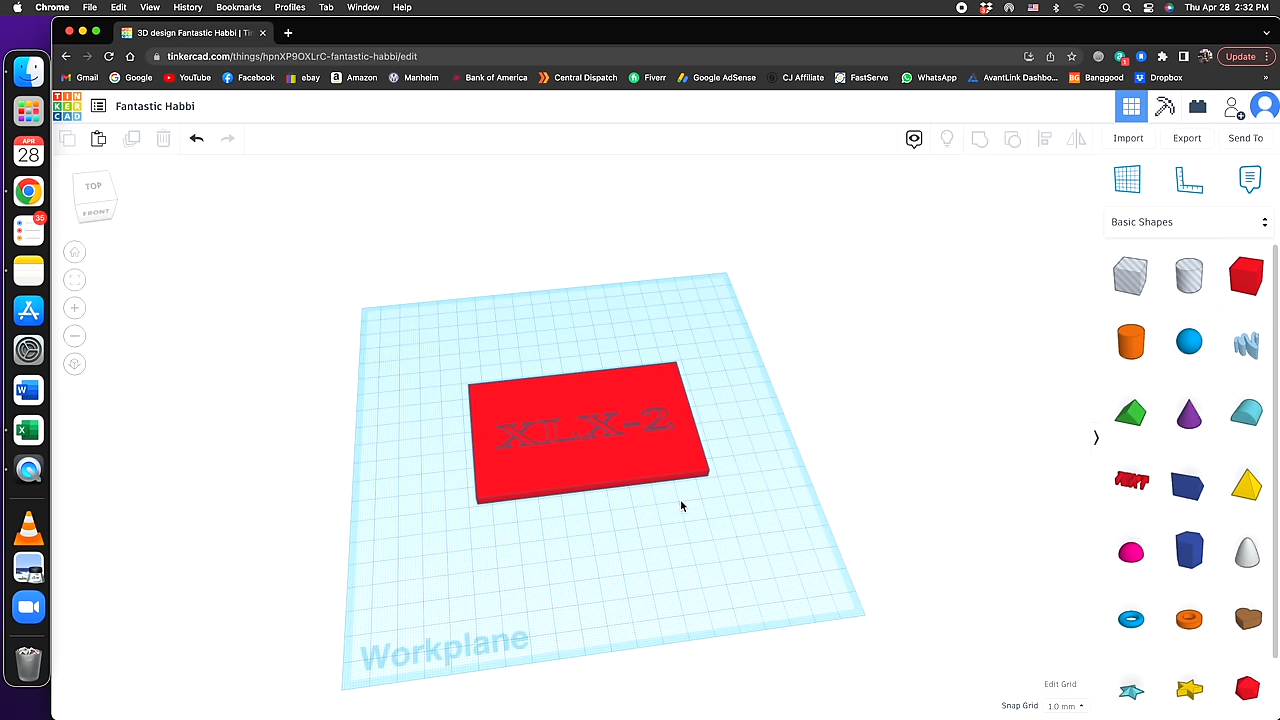 Chrome File Edit View History Bookmarks Profiles Tab Window Help Thu Apr 28 2:32 PM
3D design Fantastic Habbi | Tin
tinkercad.com/things/hpnXP9OXLrC-fantastic-habbi/edit
Update
Gmail Google YouTube Facebook ebay Amazon Manheim Bank of America Central Dispatch Fiverr Google AdSense CJ Affiliate FastServe WhatsApp AvantLink Dashbo... BG Banggood Dropbox »
TIN
KER
CAD
Fantastic Habbi
Import Export Send To
APR
28
35
TOP
FRONT
Basic Shapes
XLX-2
TEXT
Workplane
Edit Grid
Snap Grid 1.0 mm